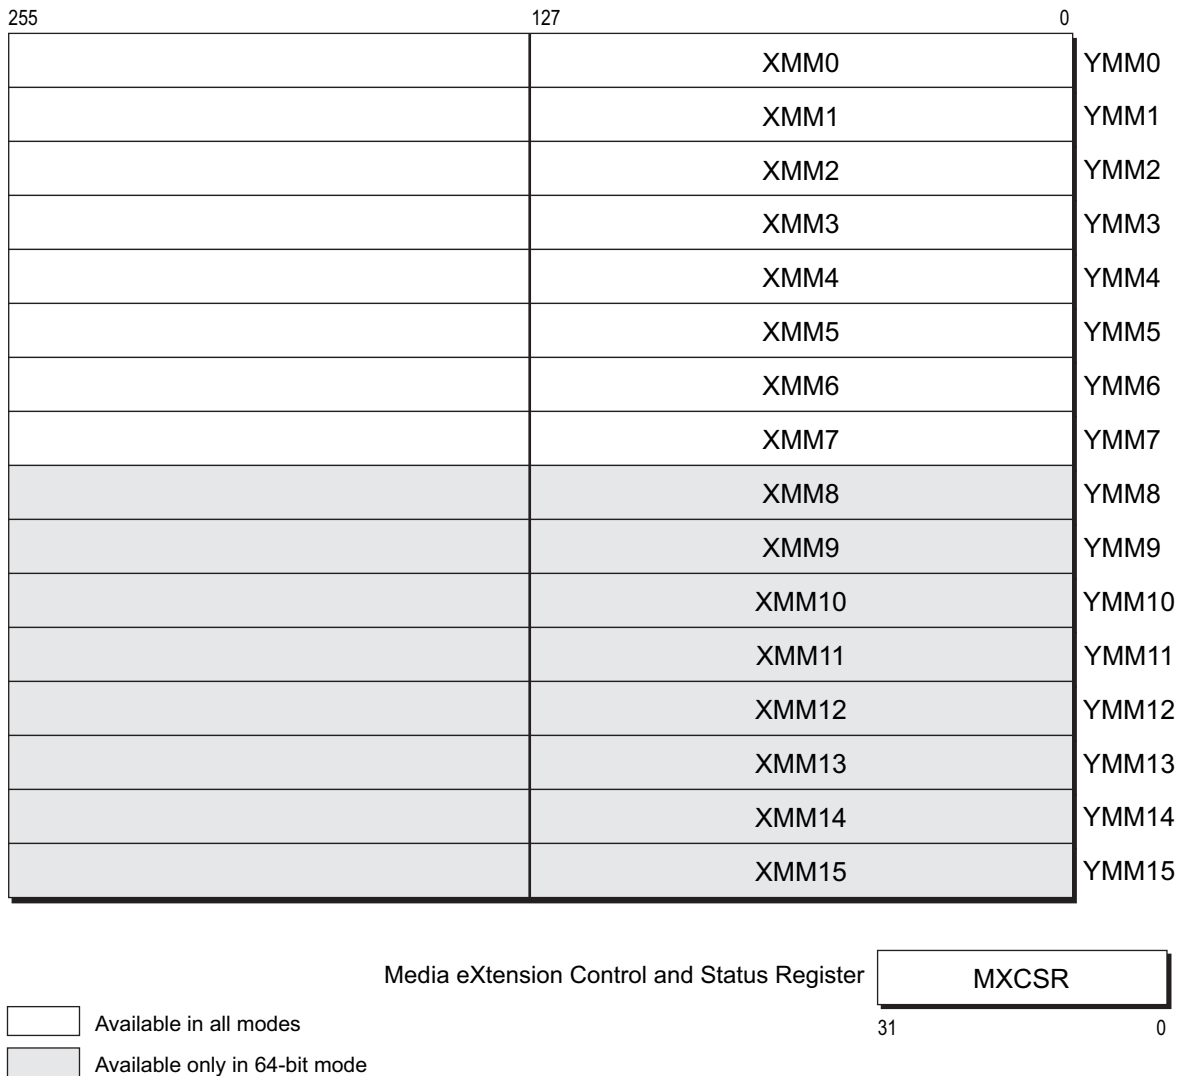 255 127 0
XMM0 YMM0
XMM1 YMM1
XMM2 YMM2
XMM3 YMM3
XMM4 YMM4
XMM5 YMM5
XMM6 YMM6
XMM7 YMM7
XMM8 YMM8
XMM9 YMM9
XMM10 YMM10
XMM11 YMM11
XMM12 YMM12
XMM13 YMM13
XMM14 YMM14
XMM15 YMM15
Media eXtension Control and Status Register MXCSR
31 0
Available in all modes
Available only in 64-bit mode